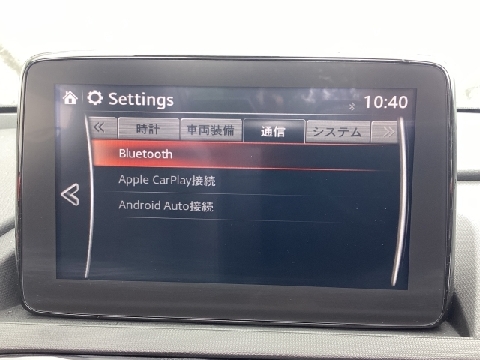 Settings 10:40
時計 車両装備 通信 システム
Bluetooth
Apple CarPlay接続
Android Auto接続